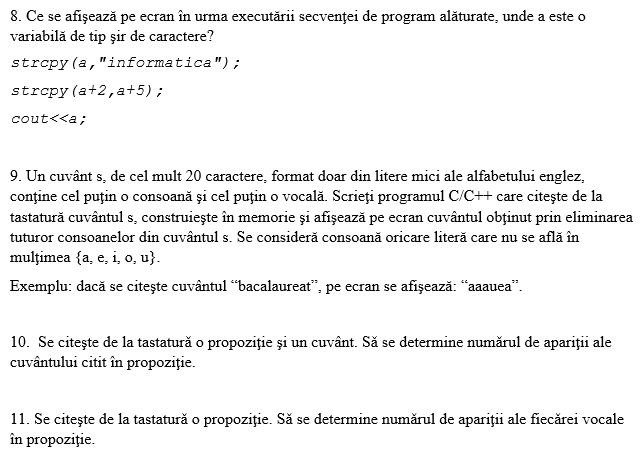 8. Ce se afişează pe ecran în urma executării secvenţei de program alăturate, unde a este o
variabilă de tip şir de caractere?
strcpy(a,"informatica");
strcpy(a+2,a+5);
cout<<a;
9. Un cuvânt s, de cel mult 20 caractere, format doar din litere mici ale alfabetului englez,
conţine cel puţin o consoană şi cel puţin o vocală. Scrieţi programul C/C++ care citeşte de la
tastatură cuvântul s, construieşte în memorie şi afişează pe ecran cuvântul obţinut prin eliminarea
tuturor consoanelor din cuvântul s. Se consideră consoană oricare literă care nu se află în
mulţimea {a, e, i, o, u}.
Exemplu: dacă se citeşte cuvântul “bacalaureat”, pe ecran se afişează: “aaauea”.
10. Se citeşte de la tastatură o propoziţie şi un cuvânt. Să se determine numărul de apariţii ale
cuvântului citit în propoziţie.
11. Se citeşte de la tastatură o propoziţie. Să se determine numărul de apariţii ale fiecărei vocale
în propoziţie.